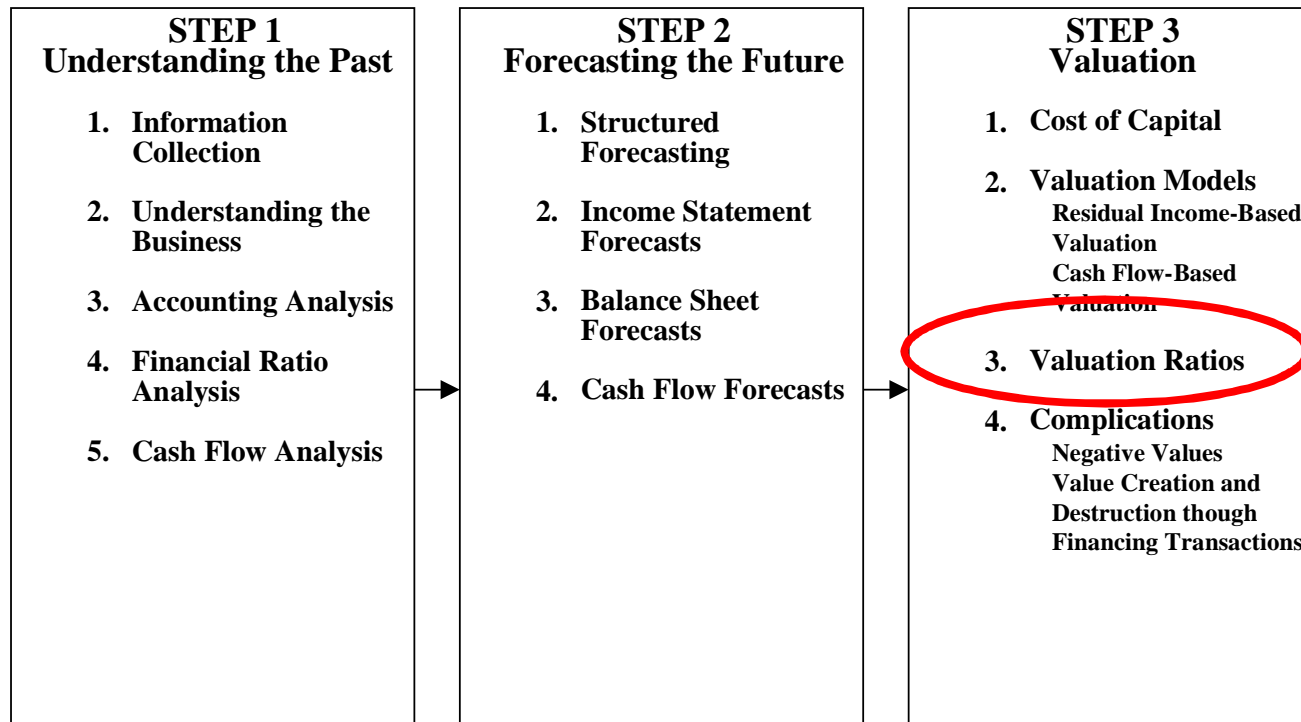 STEP 1
Understanding the Past
1. Information
Collection
2. Understanding the
Business
3. Accounting Analysis
4. Financial Ratio
Analysis
5. Cash Flow Analysis
STEP 2
Forecasting the Future
1. Structured
Forecasting
2. Income Statement
Forecasts
3. Balance Sheet
Forecasts
4. Cash Flow Forecasts
STEP 3
Valuation
1. Cost of Capital
2. Valuation Models
Residual Income-Based
Valuation
Cash Flow-Based
Valuation
3. Valuation Ratios
4. Complications
Negative Values
Value Creation and
Destruction though
Financing Transactions